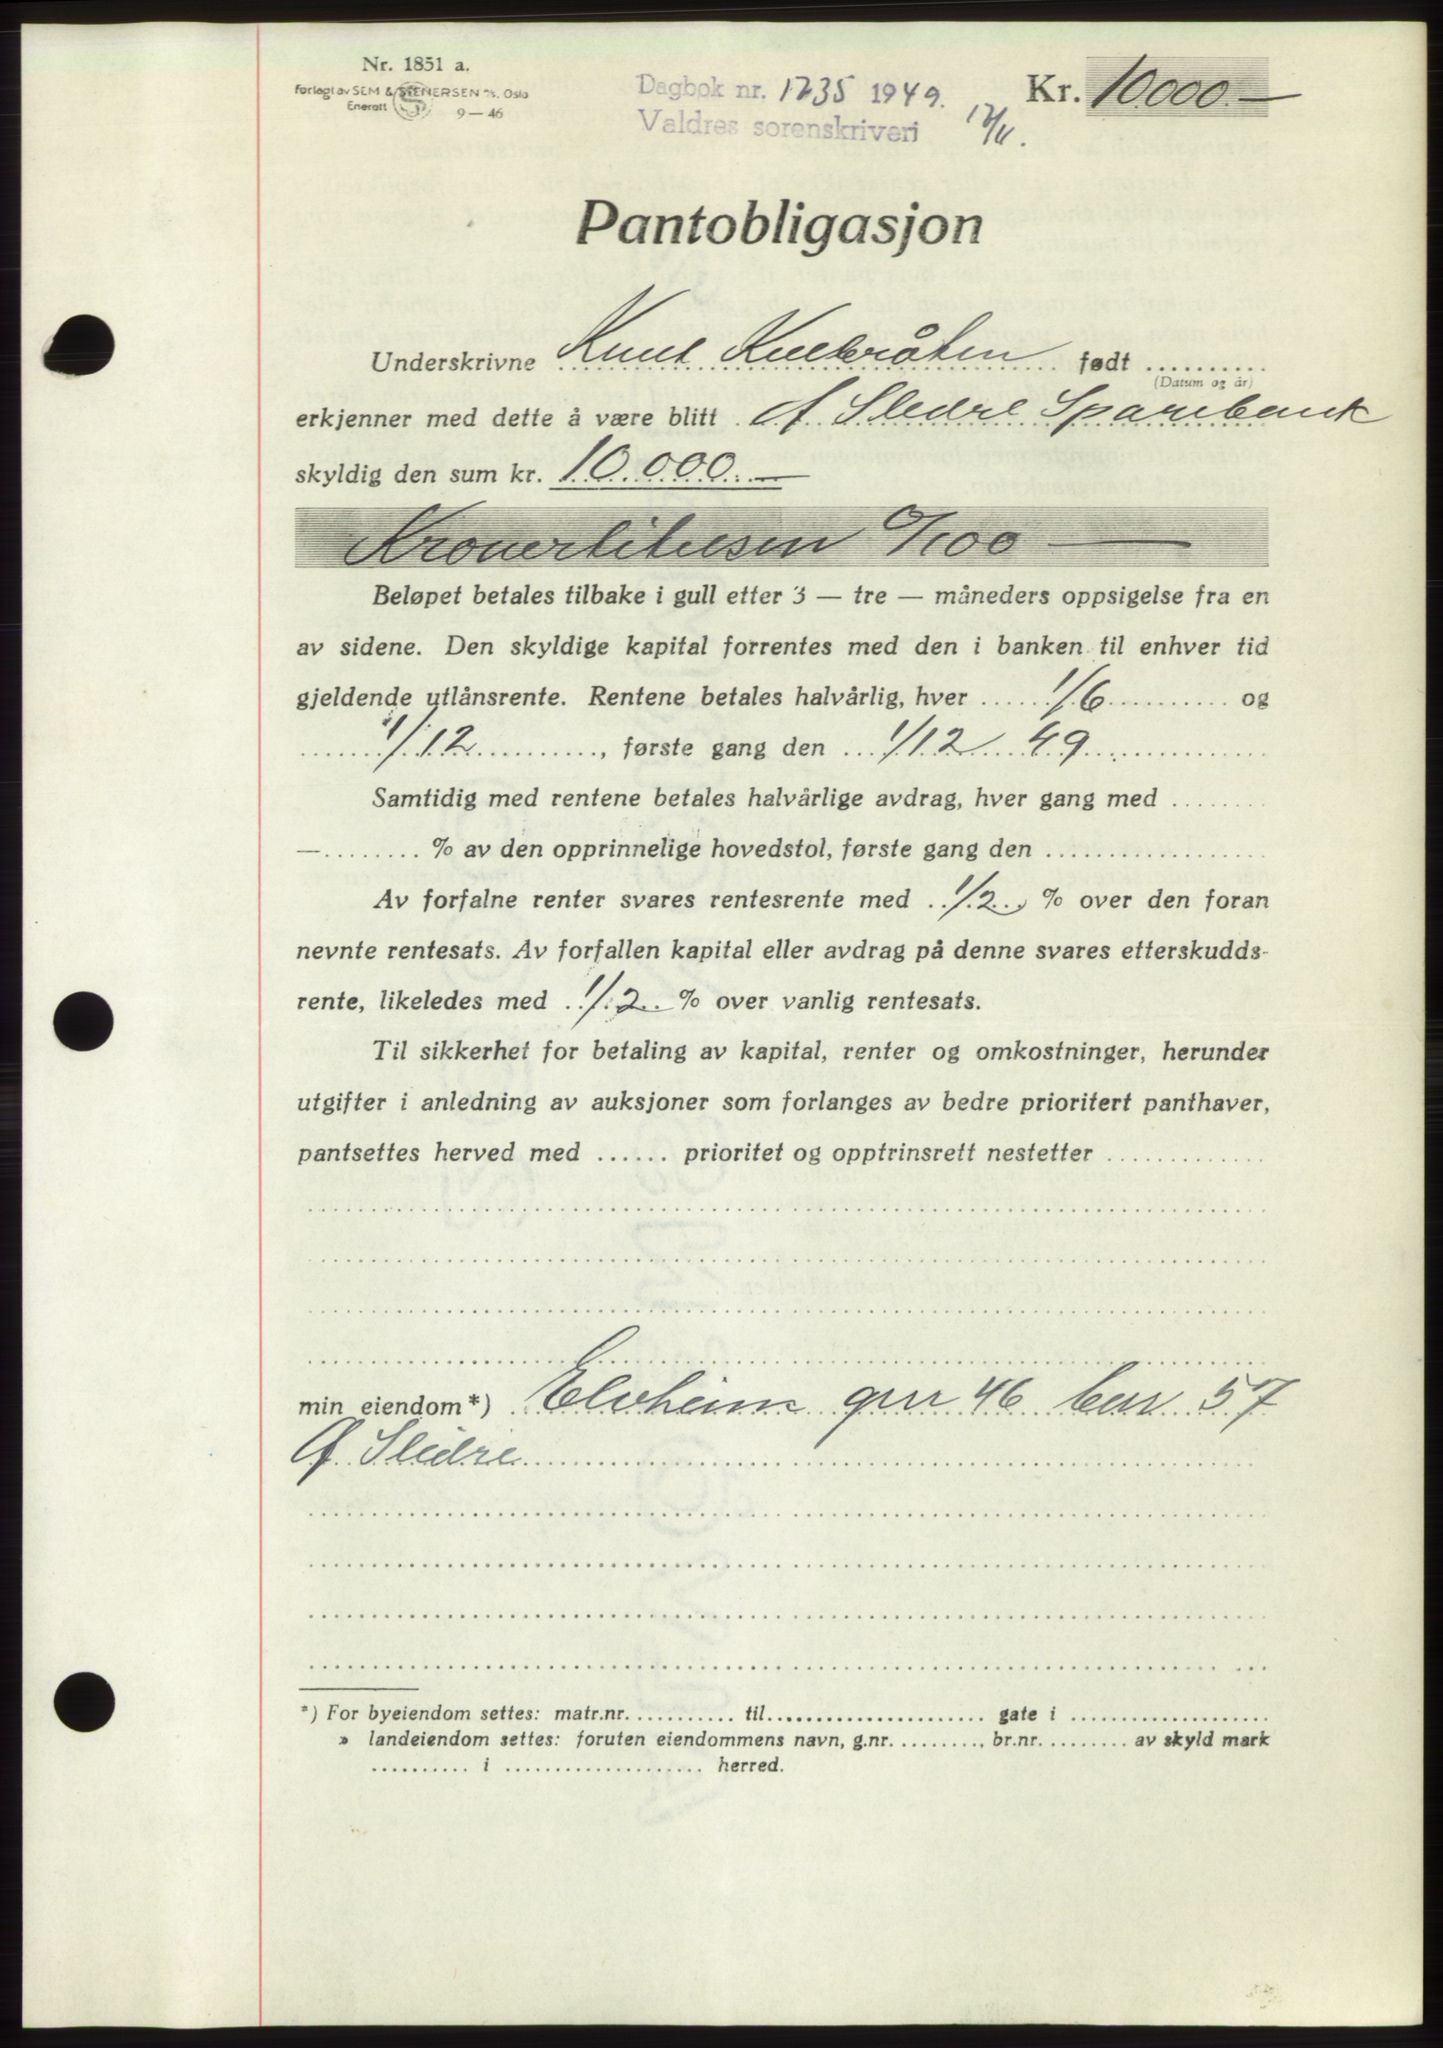 Nr. 1851 a.
Forlagt av SEM & STENERSEN A/S, Oslo
Enerett
9 — 46
Dagbok nr. 1235 1949.
Valdres sorenskriveri 12/11.
Kr. 10.000.—
Pantobligasjon
Underskrivne Knut Kulbråten født ..........
(Datum og år)
erkjenner med dette å være blitt Ø. Slidre Sparebank
skyldig den sum kr. 10.000.—
Kronertitusen 0/100 —
Beløpet betales tilbake i gull etter 3 — tre — måneders oppsigelse fra en
av sidene. Den skyldige kapital forrentes med den i banken til enhver tid
gjeldende utlånsrente. Rentene betales halvårlig, hver 1/6 og
1/12, første gang den 1/12 49
Samtidig med rentene betales halvårlige avdrag, hver gang med ........
—........ % av den opprinnelige hovedstol, første gang den ..................
Av forfalne renter svares rentesrente med 1/2 % over den foran
nevnte rentesats. Av forfallen kapital eller avdrag på denne svares etterskudds-
rente, likeledes med 1/2 % over vanlig rentesats.
Til sikkerhet for betaling av kapital, renter og omkostninger, herunder
utgifter i anledning av auksjoner som forlanges av bedre prioritert panthaver,
pantsettes herved med ...... prioritet og opptrinsrett nestetter .............
min eiendom*) Elvheim gnr 46 bnr 57
Ø. Slidre
*) For byeiendom settes: matr.nr. .......... til...................... gate i ....................
» landeiendom settes: foruten eiendommens navn, g.nr. ........, br.nr. ........ av skyld mark
.......... i .................... herred.